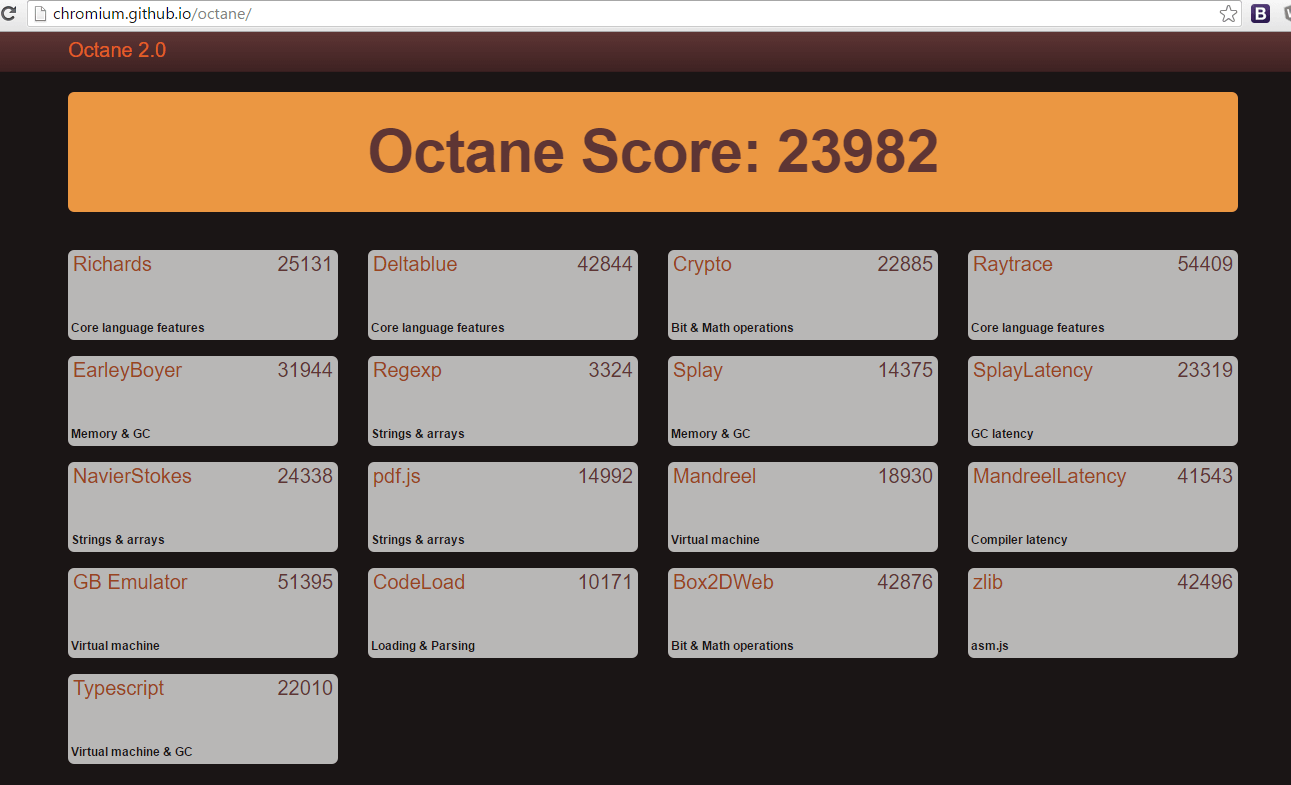 chromium.github.io/octane/
B
Octane 2.0
Octane Score: 23982
Richards 25131
Core language features
Deltablue 42844
Core language features
Crypto 22885
Bit & Math operations
Raytrace 54409
Core language features
EarleyBoyer 31944
Memory & GC
Regexp 3324
Strings & arrays
Splay 14375
Memory & GC
SplayLatency 23319
GC latency
NavierStokes 24338
Strings & arrays
pdf.js 14992
Strings & arrays
Mandreel 18930
Virtual machine
MandreelLatency 41543
Compiler latency
GB Emulator 51395
Virtual machine
CodeLoad 10171
Loading & Parsing
Box2DWeb 42876
Bit & Math operations
zlib 42496
asm.js
Typescript 22010
Virtual machine & GC